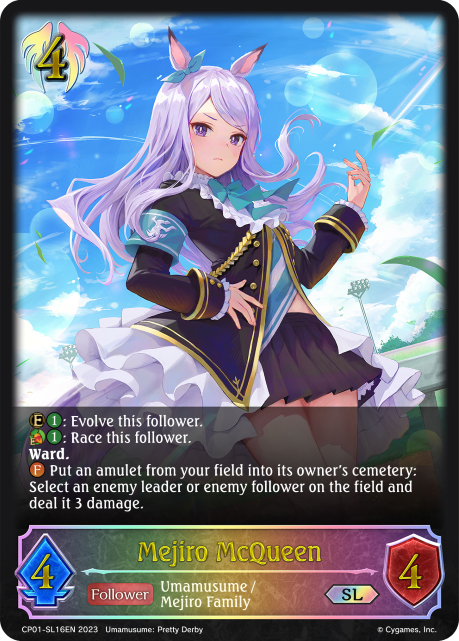 4
E 1: Evolve this follower.
1: Race this follower.
Ward.
F Put an amulet from your field into its owner's cemetery:
Select an enemy leader or enemy follower on the field and
deal it 3 damage.
Mejiro McQueen
4
Follower
Umamusume /
Mejiro Family
SL
4
CP01-SL16EN 2023 Umamusume: Pretty Derby
© Cygames, Inc.